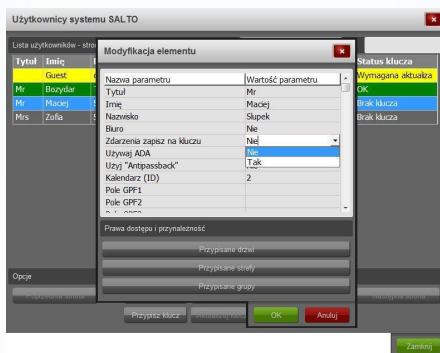 Użytkownicy systemu SALTO
Lista użytkowników - stro
Modyfikacja elementu
Tytuł Imię Status klucza
Guest Wymagana aktualiza
Mr Bozydar OK
Mr Maciej Brak klucza
Mrs Zofia Brak klucza
Nazwa parametru Wartość parametru
Tytuł Mr
Imię Maciej
Nazwisko Slupek
Biuro Nie
Zdarzenia zapisz na kluczu Nie
Nie
Tak
Używaj ADA
Użyj "Antipassback"
Kalendarz (ID) 2
Pole GPF1
Pole GPF2
Prawa dostępu i przynależność
Przypisane drzwi
Przypisane strefy
Przypisane grupy
Opcje
Przypisz klucz
OK Anuluj
Zamknij